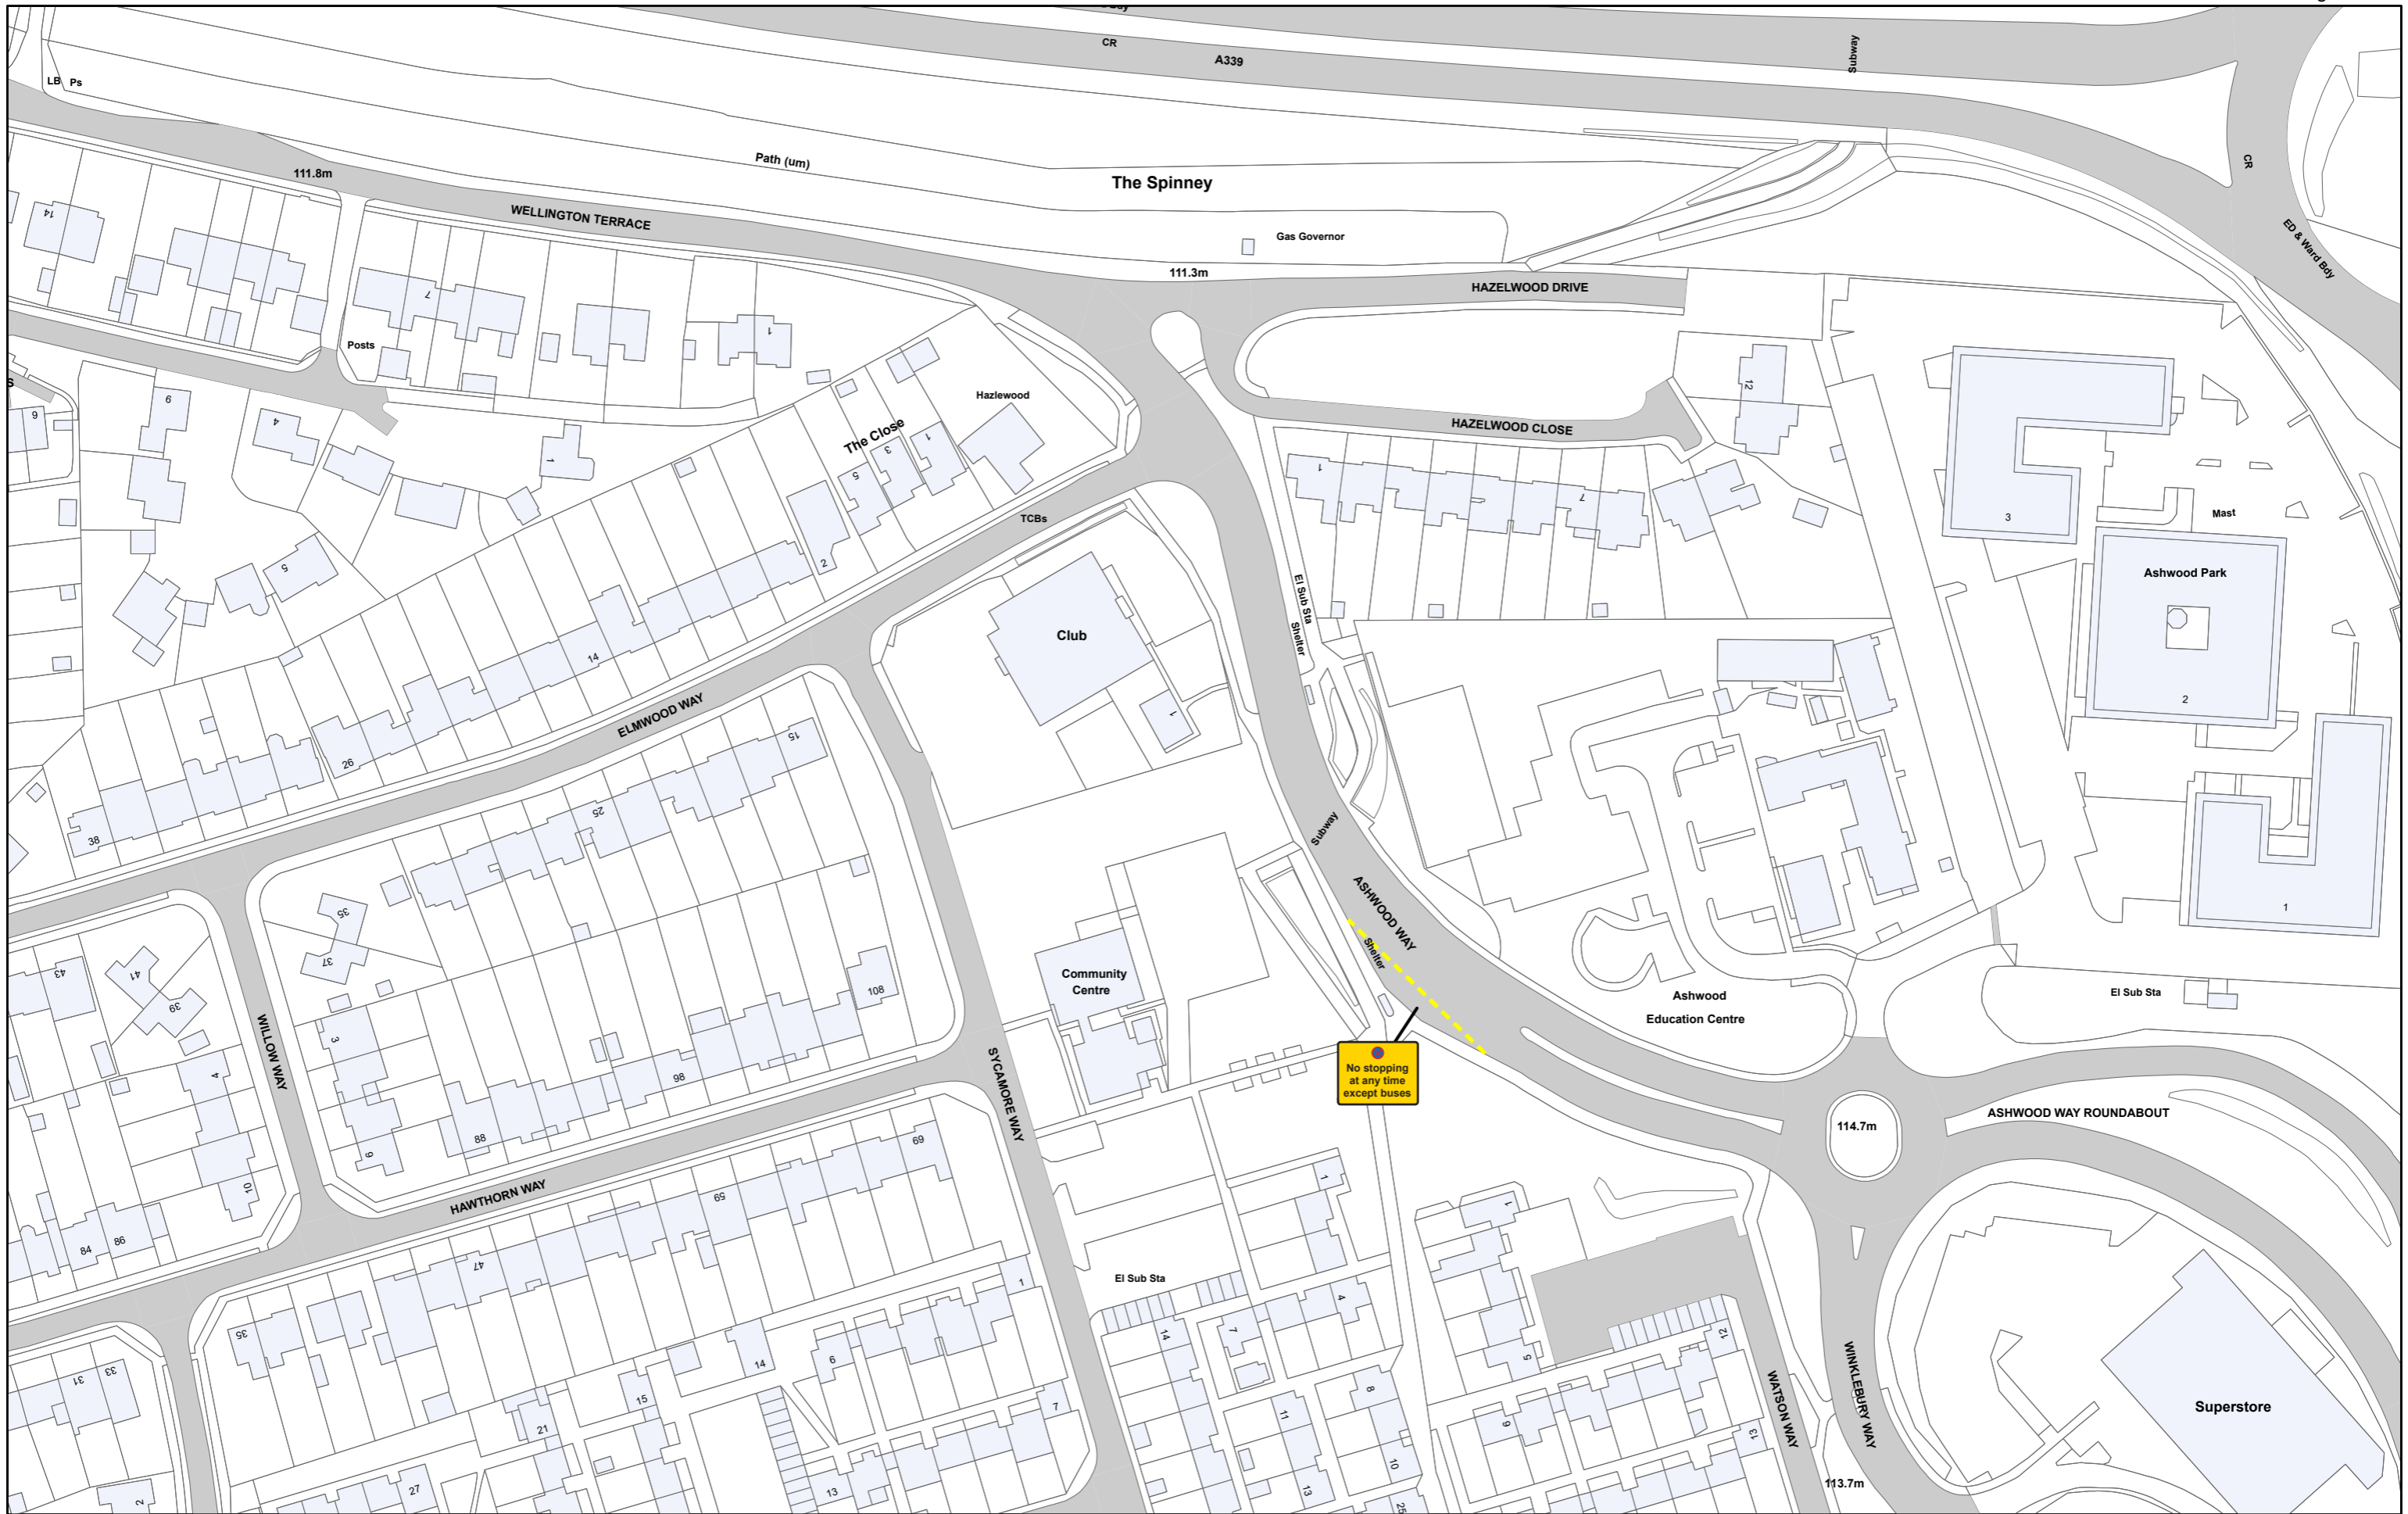 CR
A339
Subway
LB
Ps
CR
111.8m
Path (um)
The Spinney
WELLINGTON TERRACE
Gas Governor
ED & Ward Bdy
111.3m
HAZELWOOD DRIVE
14
7
Posts
1
12
S
9
9
4
The Close
Hazlewood
HAZELWOOD CLOSE
1
3
1
5
1
7
3
Mast
TCBs
2
5
Ashwood Park
El Sub Sta
Shelter
Club
14
2
ELMWOOD WAY
1
15
26
25
38
Subway
35
ASHWOOD WAY
1
37
43
41
Shelter
Community
Centre
108
39
Ashwood
Education Centre
El Sub Sta
WILLOW WAY
3
SYCAMORE WAY
No stopping
at any time
except buses
4
98
ASHWOOD WAY ROUNDABOUT
114.7m
88
9
69
10
HAWTHORN WAY
59
1
1
84
86
47
El Sub Sta
1
4
35
14
7
12
33
31
14
6
5
WATSON WAY
WINKLEBURY WAY
8
15
7
11
9
Superstore
21
13
27
13
13
10
113.7m
2
25